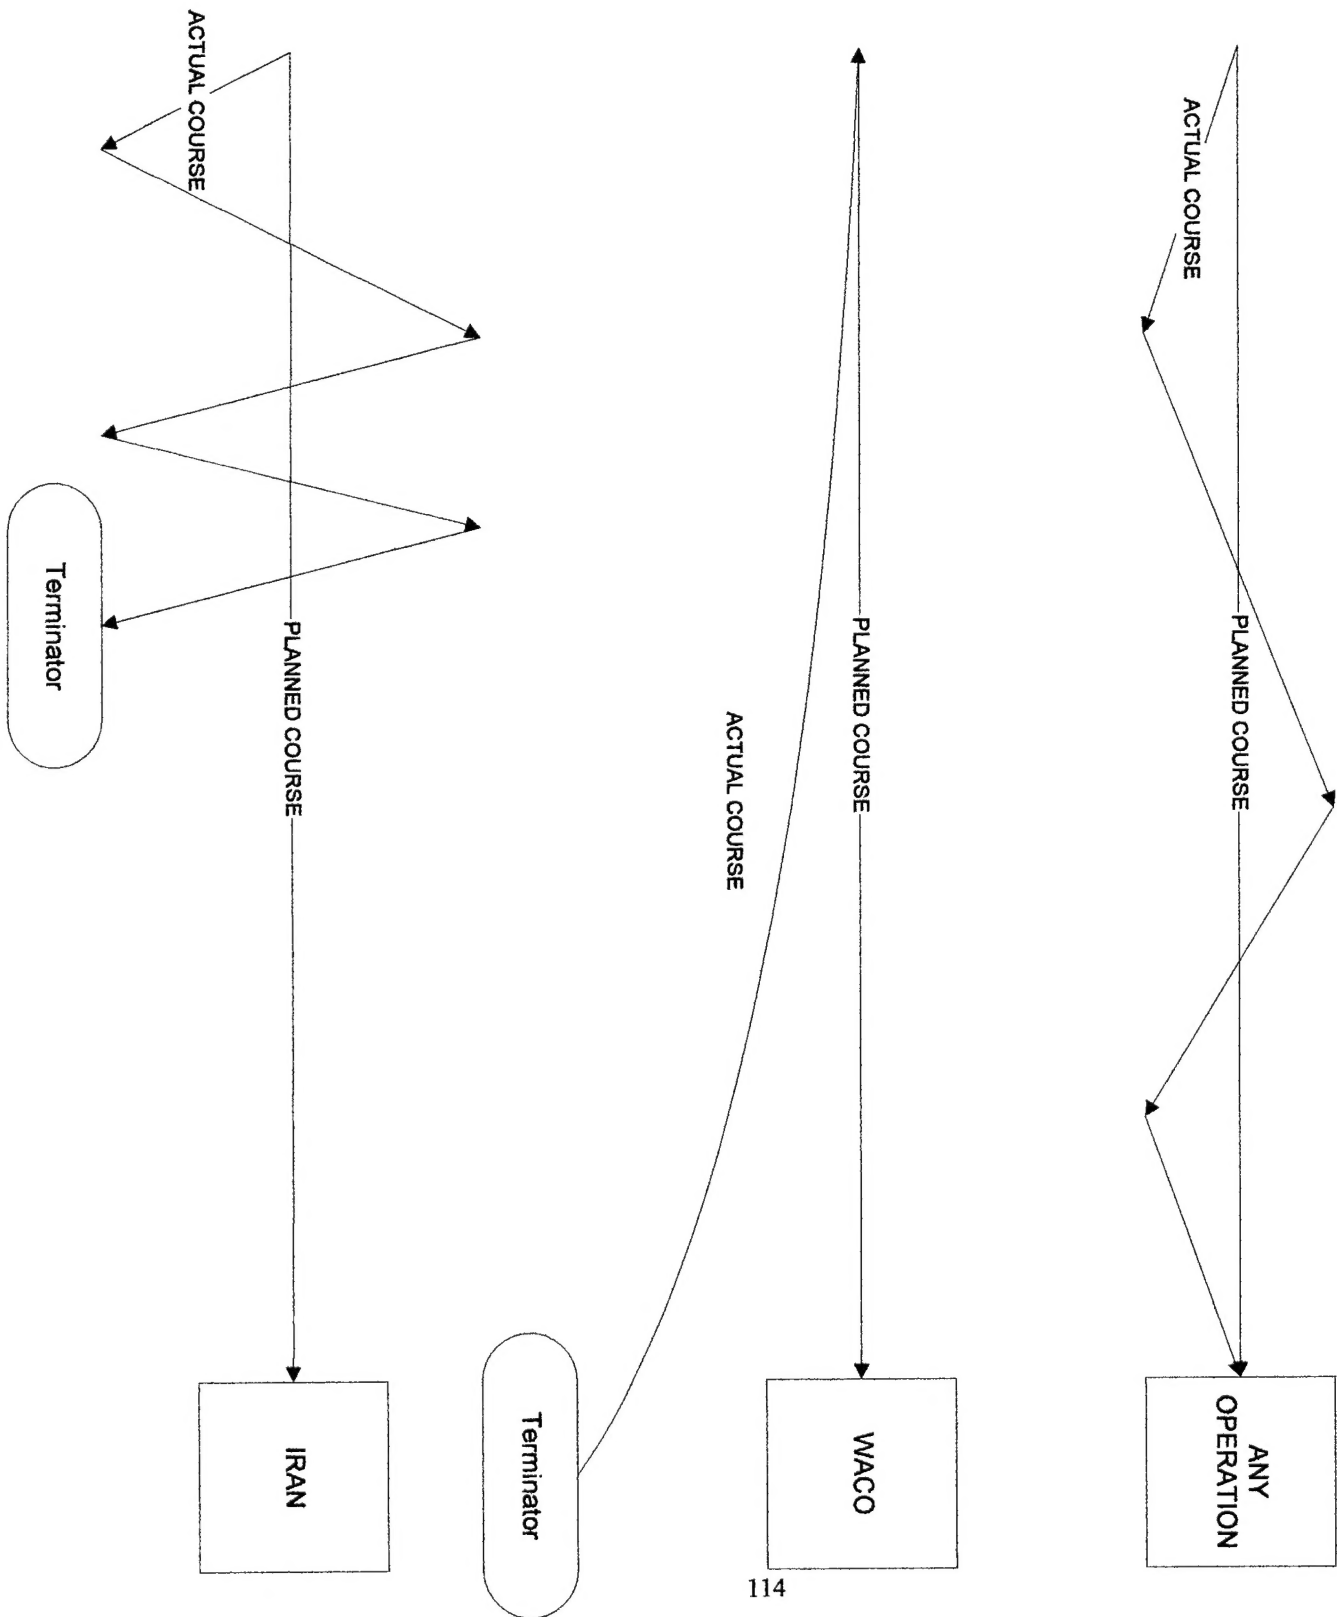 ACTUAL COURSE
PLANNED COURSE
ANY
OPERATION
PLANNED COURSE
WACO
ACTUAL COURSE
Terminator
PLANNED COURSE
IRAN
ACTUAL COURSE
Terminator
114